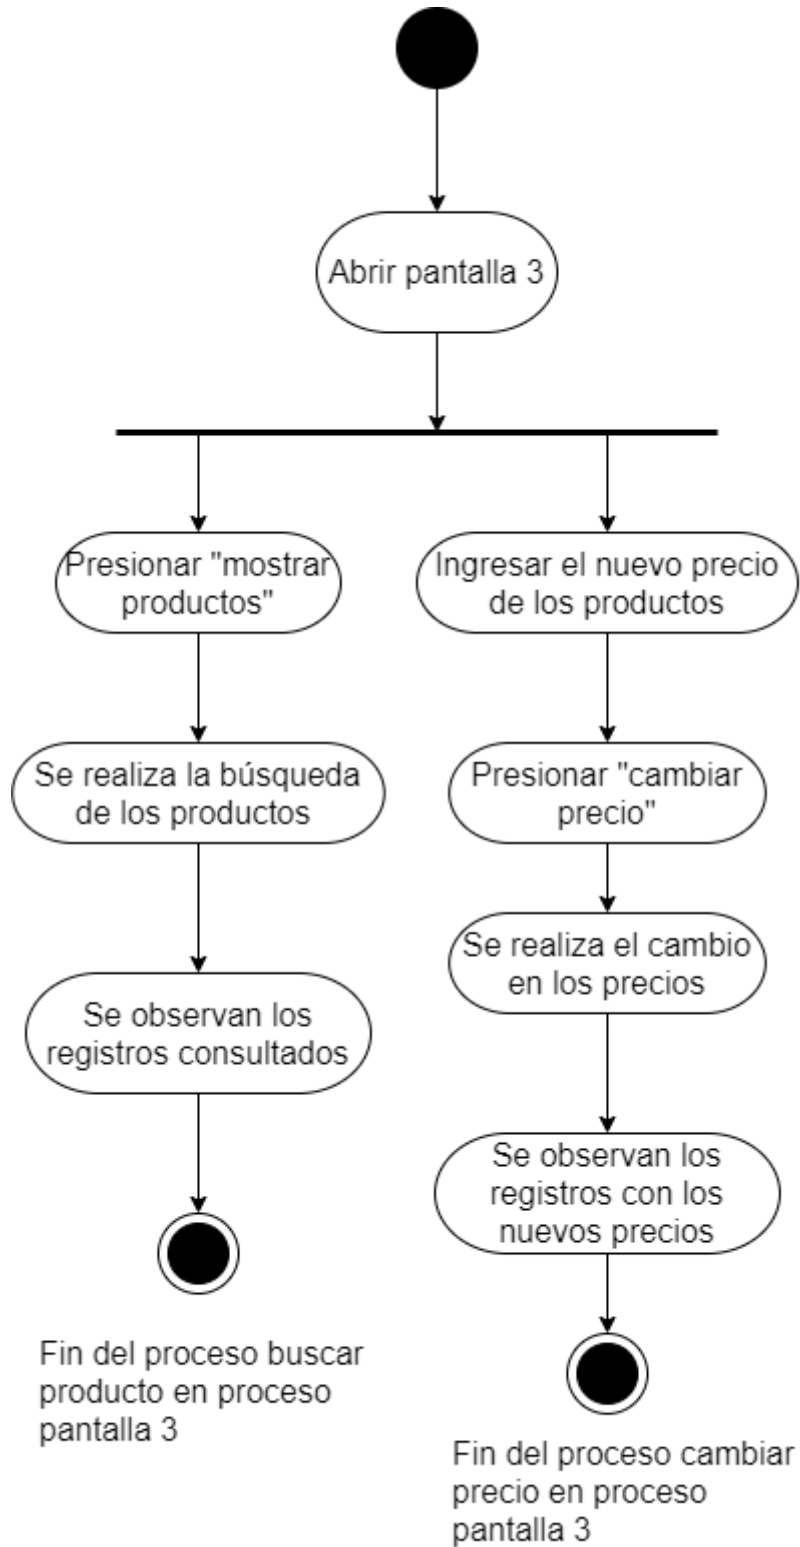 Abrir pantalla 3
Presionar "mostrar
productos"
Se realiza la búsqueda
de los productos
Se observan los
registros consultados
Fin del proceso buscar
producto en proceso
pantalla 3
Ingresar el nuevo precio
de los productos
Presionar "cambiar
precio"
Se realiza el cambio
en los precios
Se observan los
registros con los
nuevos precios
Fin del proceso cambiar
precio en proceso
pantalla 3